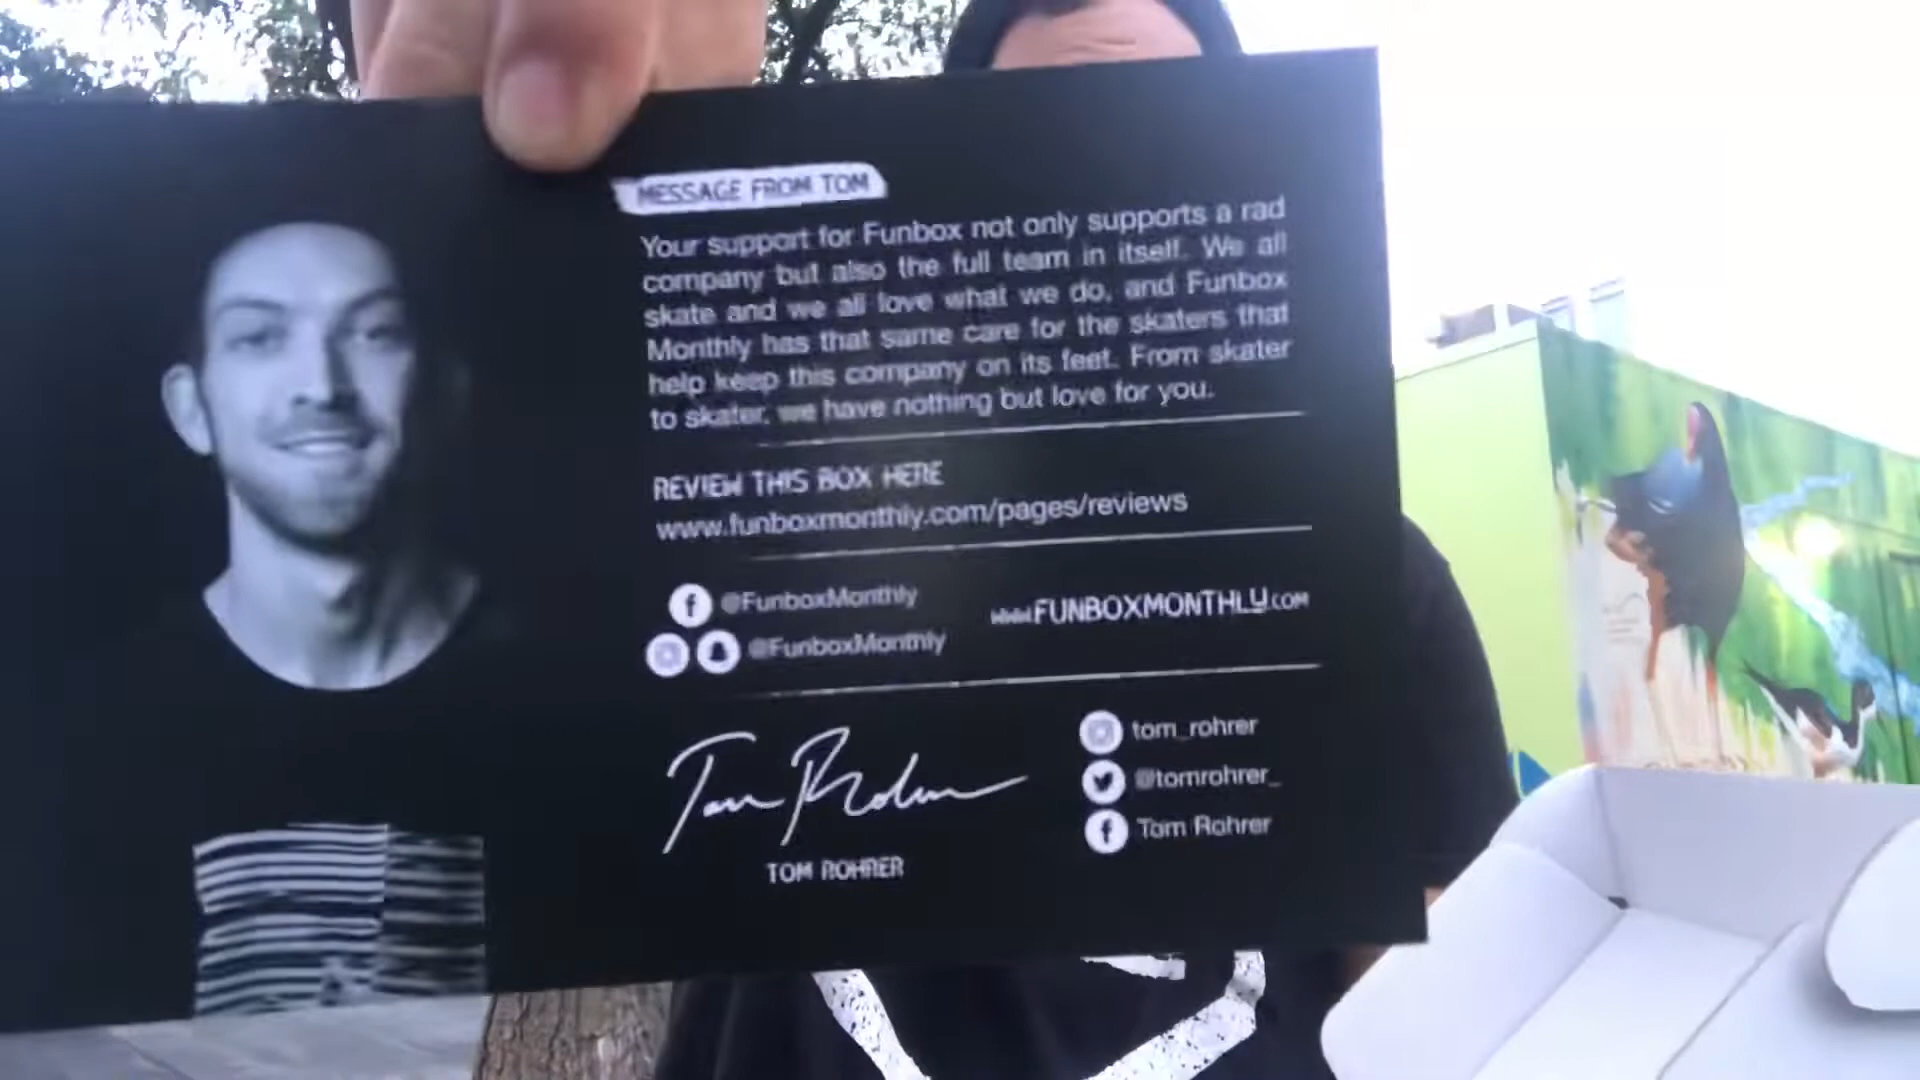 MESSAGE FROM TOM
Your support for Funbox not only supports a rad
company but also the full team in itself. We all
skate and we all love what we do, and Funbox
Monthly has that same care for the skaters that
help keep this company on its feet. From skater
to skater, we have nothing but love for you.
REVIEW THIS BOX HERE
www.funboxmonthly.com/pages/reviews
@FunboxMonthly
@FunboxMonthly
www.FUNBOXMONTHLY.COM
Tom Rohrer
TOM ROHRER
tom_rohrer
@tomrohrer_
Tom Rohrer